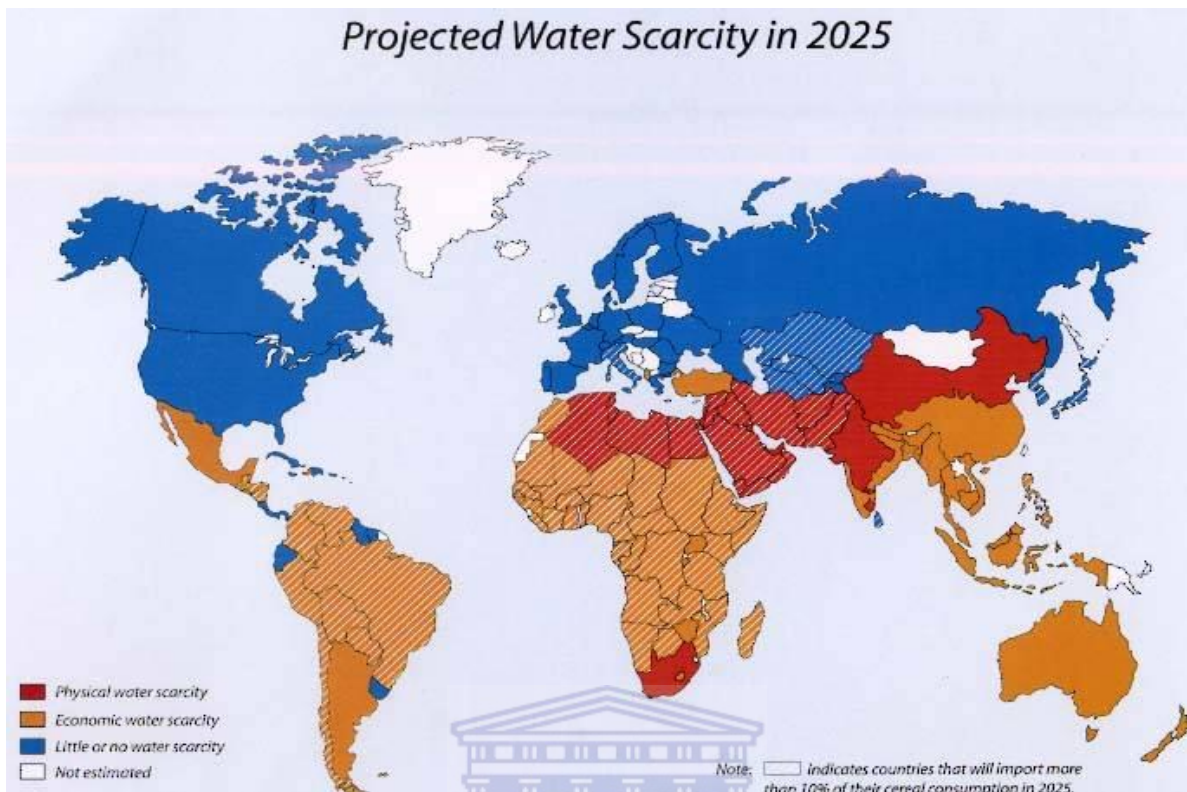 Projected Water Scarcity in 2025
Physical water scarcity
Economic water scarcity
Little or no water scarcity
Not estimated
Note: Indicates countries that will import more
than 10% of their cereal consumption in 2025.